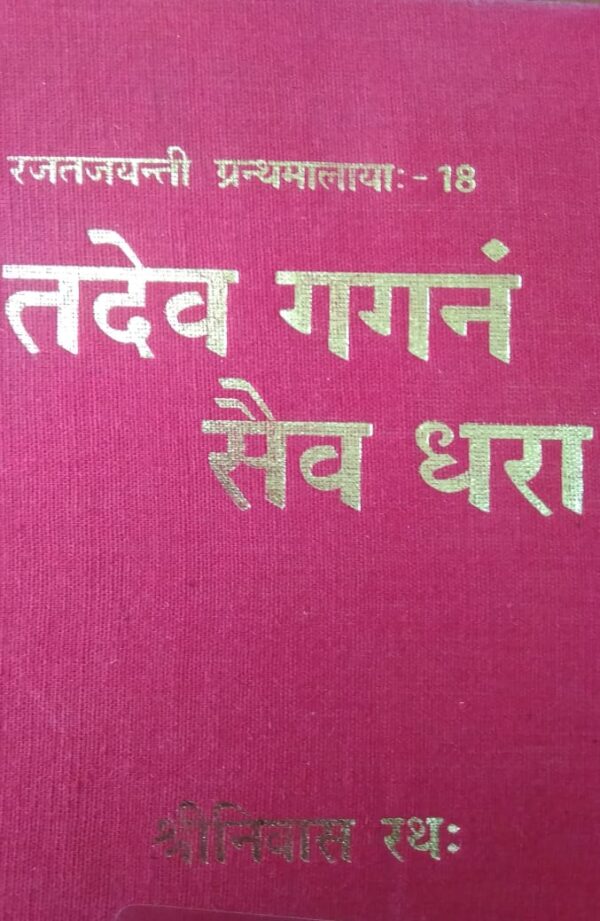 रजतजयन्ती ग्रन्थमालायाः - 18
तदेव गगनं
सैव धरा
श्रीनिवास रथः